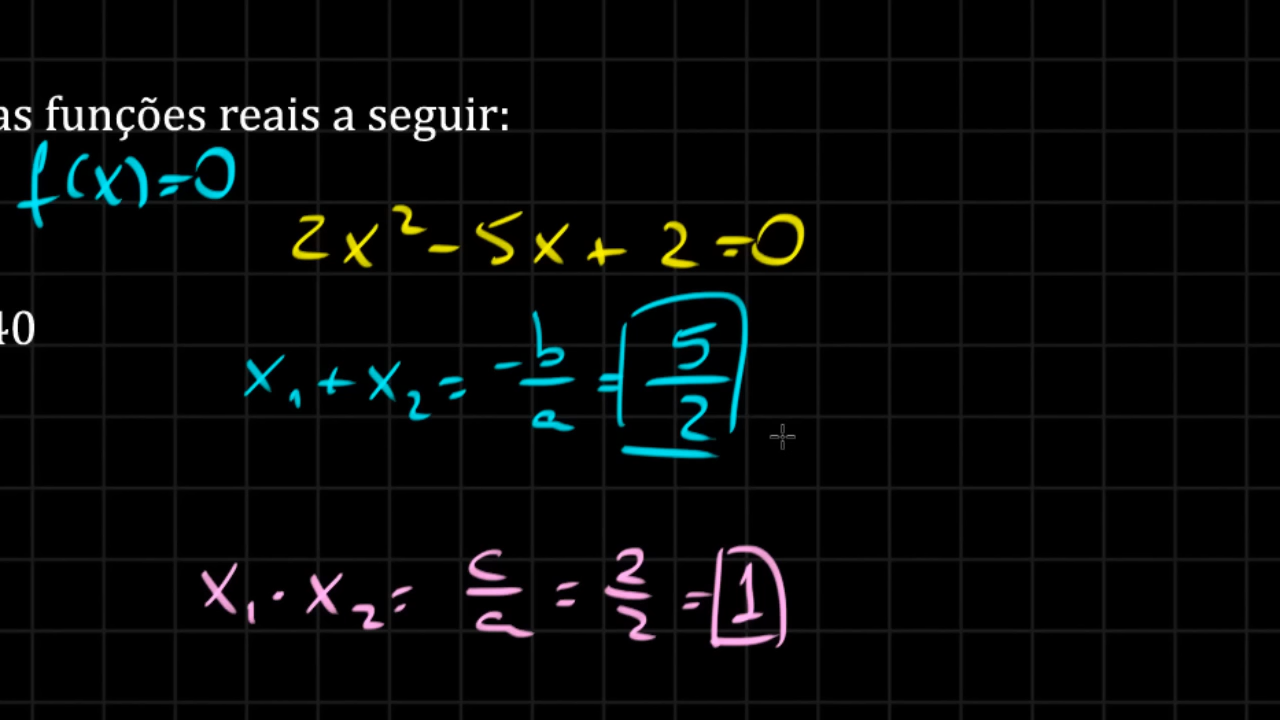 as funções reais a seguir:
f(x)=0
2x²-5x+2=0
40
x₁+x₂= -b/a = 5/2
x₁·x₂= c/a = 2/2 = 1